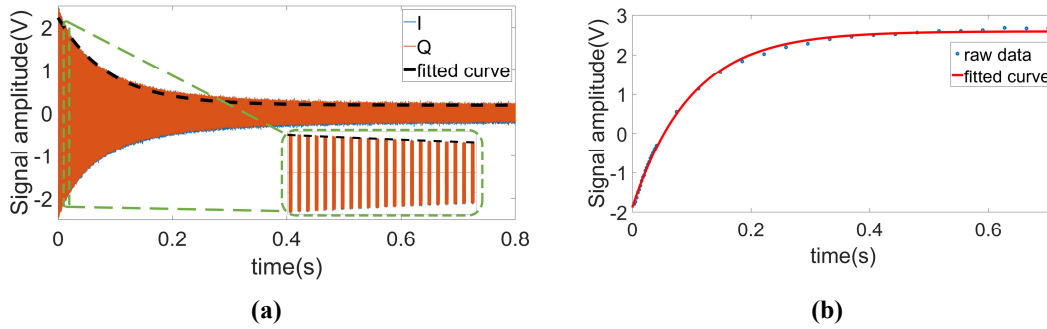 Signal amplitude(V)
2
1
0
-1
-2
I
Q
fitted curve
0
0.2
0.4
0.6
0.8
time(s)
(a)
Signal amplitude(V)
3
2
1
0
-1
-2
raw data
fitted curve
0
0.2
0.4
0.6
time(s)
(b)